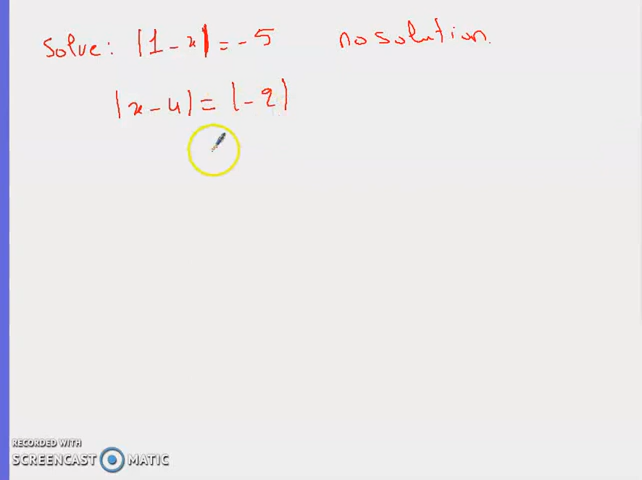 Solve: |1 - x| = - 5 no solution.
|x - 4| = |- 2|
RECORDED WITH
SCREENCAST MATIC